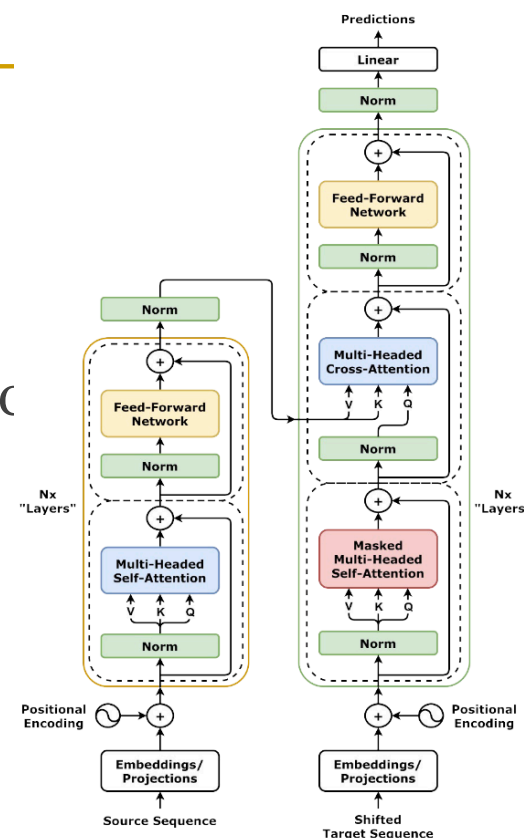 Predictions
Linear
Norm
Feed-Forward
Network
Norm
Multi-Headed
Cross-Attention
V K Q
Norm
Masked
Multi-Headed
Self-Attention
V K Q
Norm
Nx
"Layers
Positional
Encoding
Embeddings/
Projections
Shifted
Target Sequence
Norm
Feed-Forward
Network
Norm
Nx
"Layers"
Multi-Headed
Self-Attention
V K Q
Norm
Positional
Encoding
Embeddings/
Projections
Source Sequence